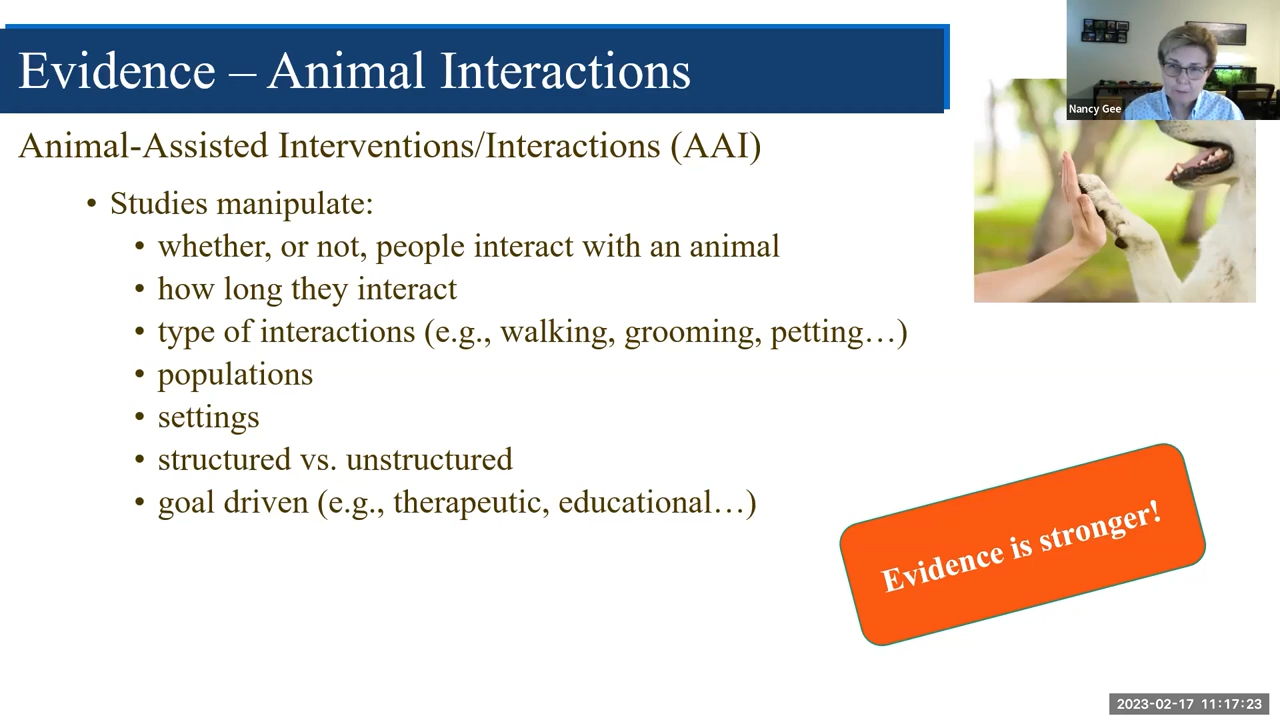 Evidence – Animal Interactions
Nancy Gee
Animal-Assisted Interventions/Interactions (AAI)
• Studies manipulate:
• whether, or not, people interact with an animal
• how long they interact
• type of interactions (e.g., walking, grooming, petting…)
• populations
• settings
• structured vs. unstructured
• goal driven (e.g., therapeutic, educational…)
Evidence is stronger!
2023-02-17 11:17:23